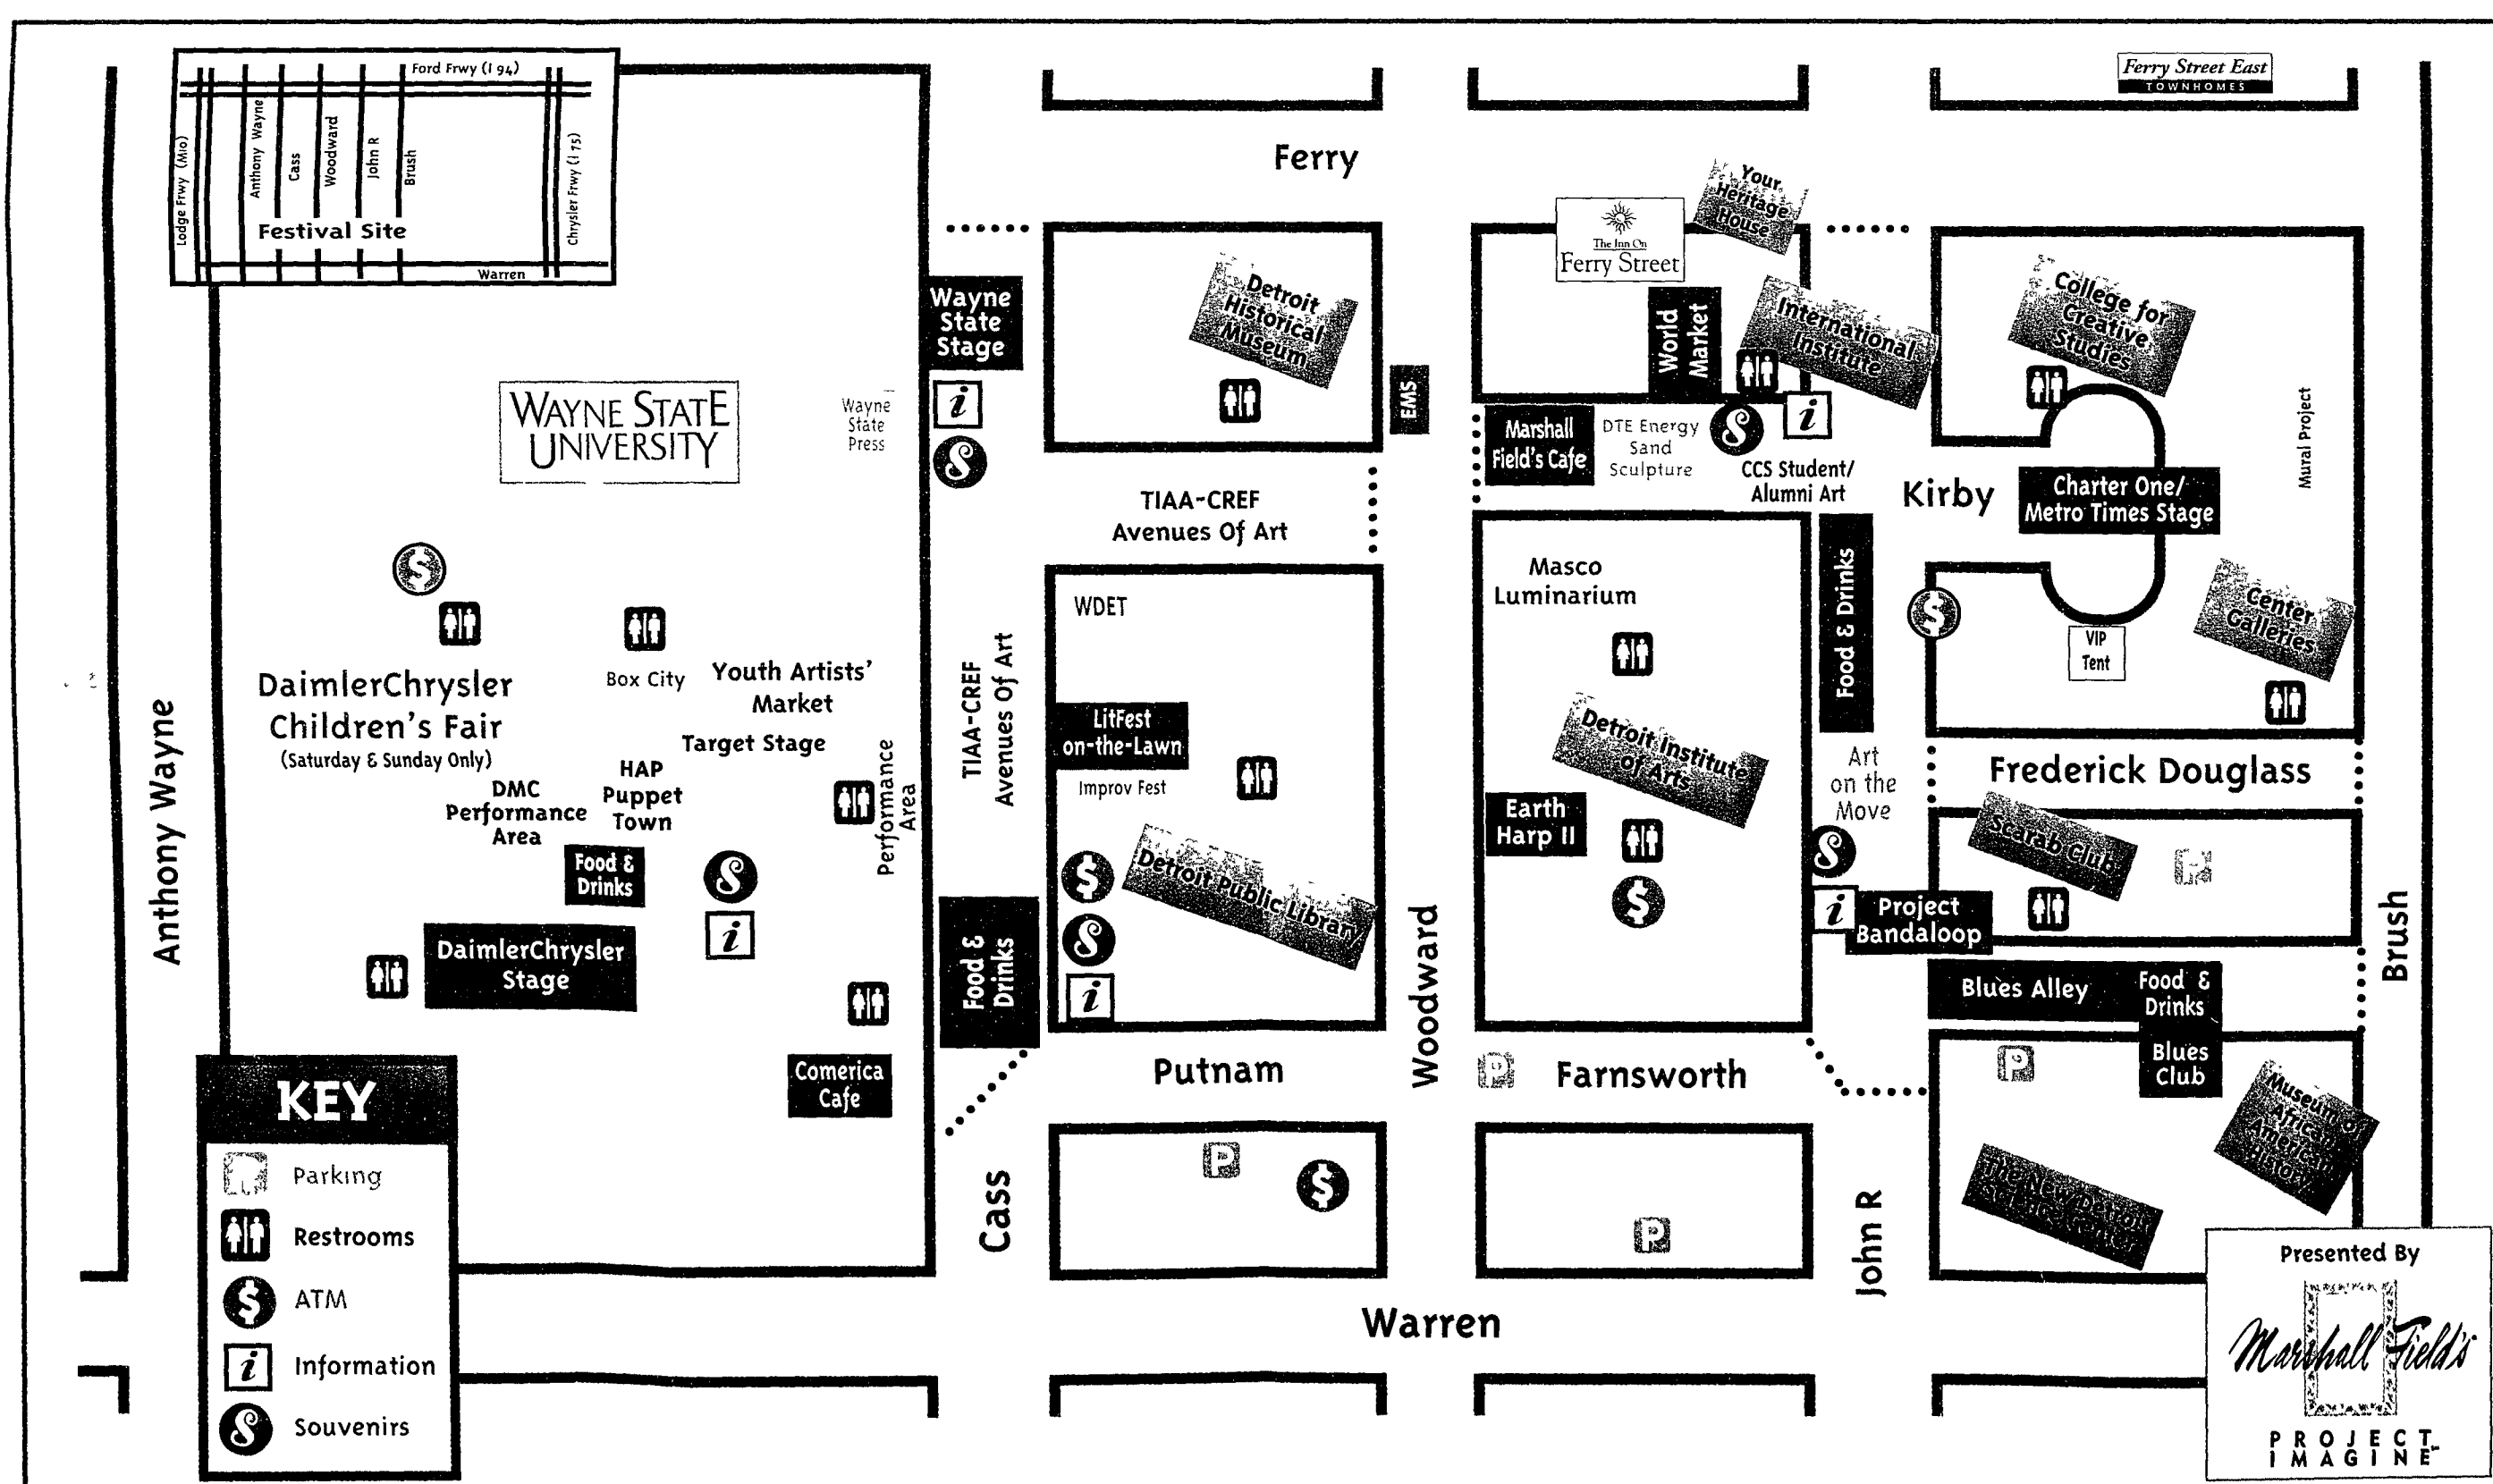 Ford Frwy (I 94)
Lodge Frwy (M10)
Anthony Wayne
Cass
Woodward
John R
Brush
Chrysler Frwy (I 75)
Festival Site
Warren
Ferry Street East
TOWNHOMES
Ferry
Your
Heritage
House
The Inn On
Ferry Street
Wayne
State
Stage
Detroit
Historical
Museum
World
Market
International
Institute
College for
Creative
Studies
WAYNE STATE
UNIVERSITY
Wayne
State
Press
i
S
EMS
Marshall
Field's Cafe
DTE Energy
Sand
Sculpture
S
i
CCS Student/
Alumni Art
Kirby
Charter One/
Metro Times Stage
Mural Project
TIAA-CREF
Avenues Of Art
$
Masco
Luminarium
Food & Drinks
$
Center
Galleries
VIP
Tent
WDET
Box City
Youth Artists'
Market
Target Stage
DaimlerChrysler
Children's Fair
(Saturday & Sunday Only)
TIAA-CREF
Avenues Of Art
LitFest
on-the-Lawn
Improv Fest
Detroit Institute
of Arts
Art
on the
Move
Frederick Douglass
HAP
Puppet
Town
DMC
Performance
Area
Performance
Area
Anthony Wayne
Food &
Drinks
S
i
$
S
i
Detroit Public Library
Earth
Harp II
$
S
i
Scarab Club
P
Project
Bandaloop
DaimlerChrysler
Stage
Food &
Drinks
Woodward
Blues Alley
Food &
Drinks
Brush
Comerica
Cafe
Putnam
P
Farnsworth
P
Blues
Club
Museum of
African
American
History
The New Detroit
Science Center
Cass
P
$
P
John R
Warren
KEY
Parking
Restrooms
$
ATM
i
Information
S
Souvenirs
Presented By
Marshall Field's
PROJECT
IMAGINE